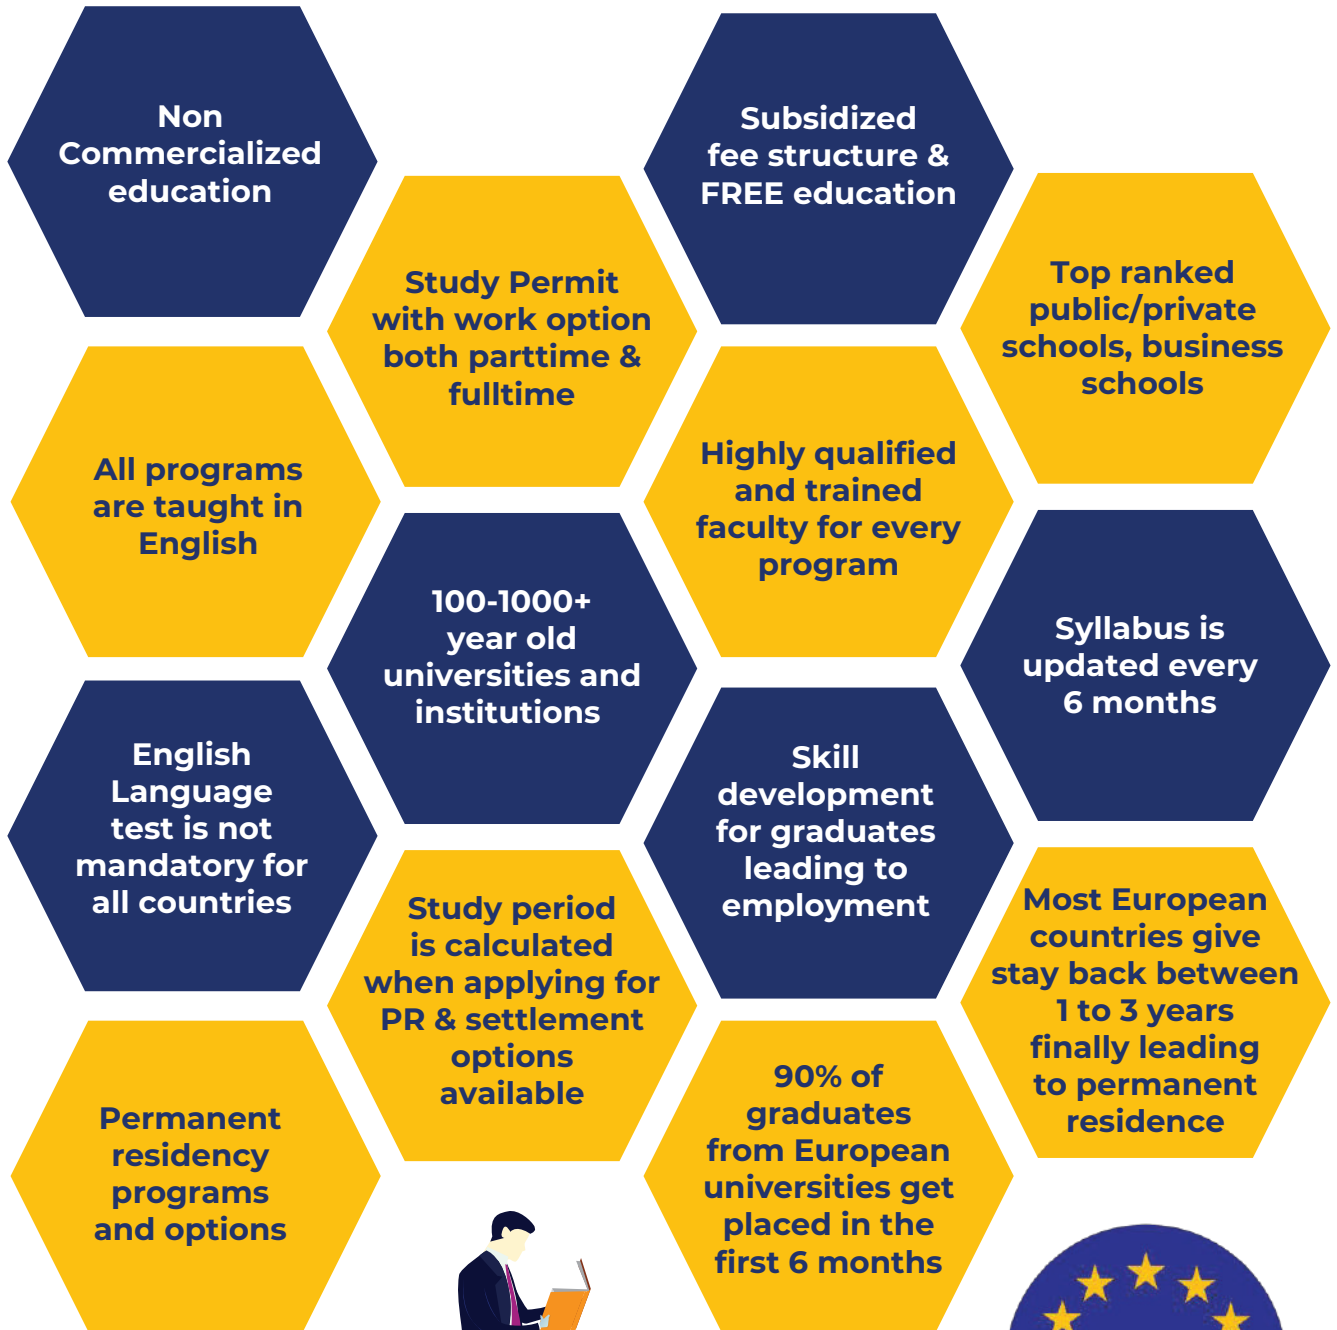 Non
Commercialized
education
Subsidized
fee structure &
FREE education
Study Permit
with work option
both parttime &
fulltime
Top ranked
public/private
schools, business
schools
All programs
are taught in
English
Highly qualified
and trained
faculty for every
program
100-1000+
year old
universities and
institutions
Syllabus is
updated every
6 months
English
Language
test is not
mandatory for
all countries
Skill
development
for graduates
leading to
employment
Study period
is calculated
when applying for
PR & settlement
options
available
Most European
countries give
stay back between
1 to 3 years
finally leading
to permanent
residence
Permanent
residency
programs
and options
90% of
graduates
from European
universities get
placed in the
first 6 months